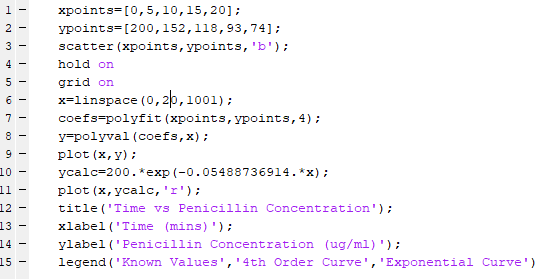 1 - xpoints=[0,5,10,15,20];
2 - ypoints=[200,152,118,93,74];
3 - scatter(xpoints,ypoints,'b');
4 - hold on
5 - grid on
6 - x=linspace(0,20,1001);
7 - coefs=polyfit(xpoints,ypoints,4);
8 - y=polyval(coefs,x);
9 - plot(x,y);
10 - ycalc=200.*exp(-0.05488736914.*x);
11 - plot(x,ycalc,'r');
12 - title('Time vs Penicillin Concentration');
13 - xlabel('Time (mins)');
14 - ylabel('Penicillin Concentration (ug/ml)');
15 - legend('Known Values','4th Order Curve','Exponential Curve')